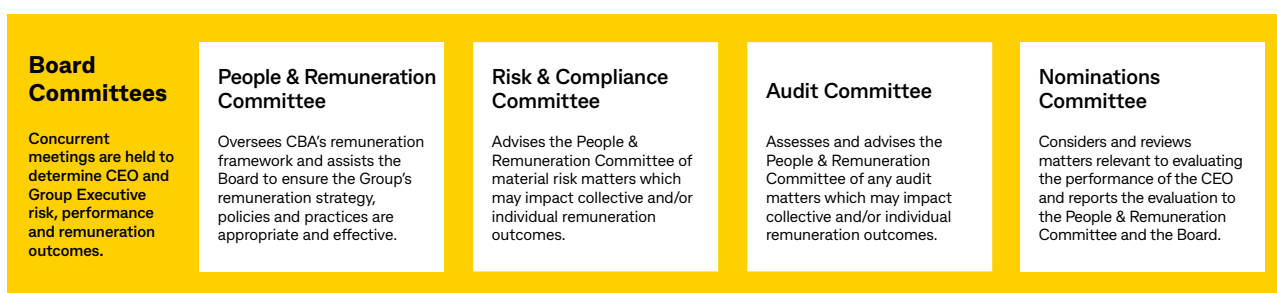 Board
Committees
Concurrent
meetings are held to
determine CEO and
Group Executive
risk, performance
and remuneration
outcomes.
People & Remuneration
Committee
Oversees CBA’s remuneration
framework and assists the
Board to ensure the Group’s
remuneration strategy,
policies and practices are
appropriate and effective.
Risk & Compliance
Committee
Advises the People &
Remuneration Committee of
material risk matters which
may impact collective and/or
individual remuneration
outcomes.
Audit Committee
Assesses and advises the
People & Remuneration
Committee of any audit
matters which may impact
collective and/or individual
remuneration outcomes.
Nominations
Committee
Considers and reviews
matters relevant to evaluating
the performance of the CEO
and reports the evaluation to
the People & Remuneration
Committee and the Board.